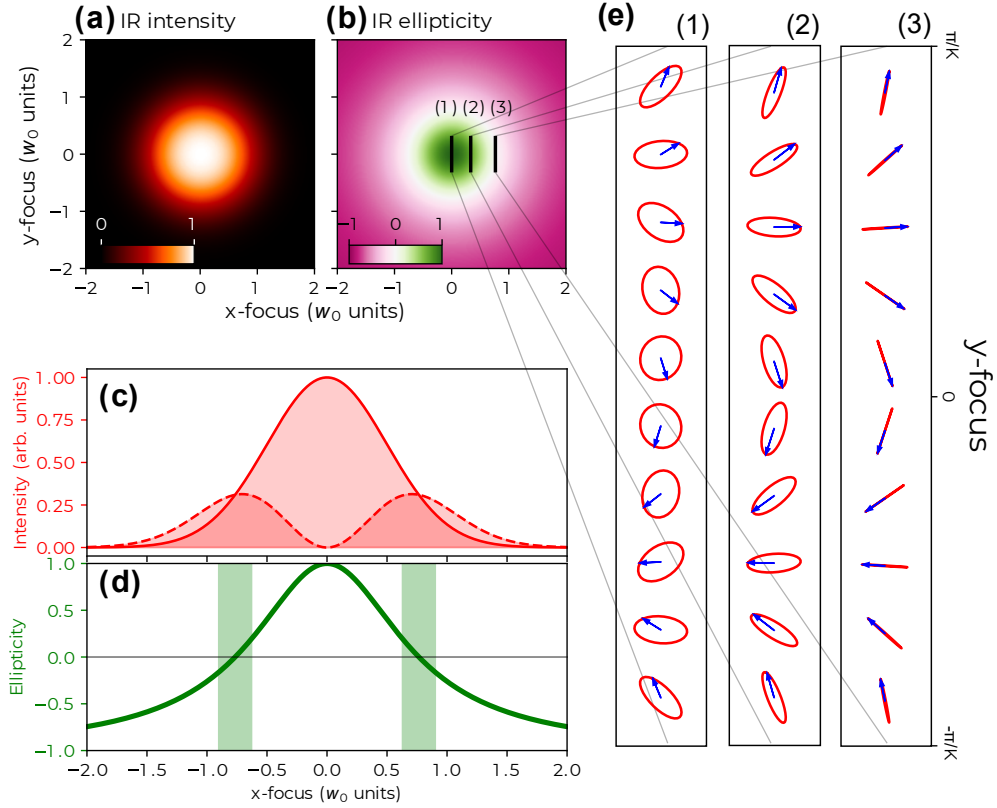 (a) IR intensity
2
1
0
−1
−2
y-focus (w₀ units)
0 1
−2 −1 0 1 2
x-focus (w₀ units)
(b) IR ellipticity
(1) (2) (3)
−1 0 1
−2 −1 0 1 2
x-focus (w₀ units)
(c)
1.00
0.75
0.50
0.25
0.00
Intensity (arb. units)
(d)
1.0
0.5
0.0
−0.5
−1.0
Ellipticity
−2.0 −1.5 −1.0 −0.5 0.0 0.5 1.0 1.5 2.0
x-focus (w₀ units)
(e)
(1) (2) (3)
π/K
0
-π/K
y-focus